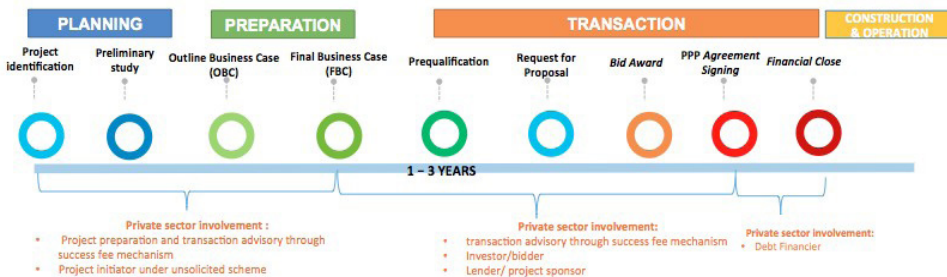 PLANNING
PREPARATION
TRANSACTION
CONSTRUCTION
& OPERATION
Project
identification
Preliminary
study
Outline Business Case
(OBC)
Final Business Case
(FBC)
Prequalification
Request for
Proposal
Bid Award
PPP Agreement
Signing
Financial Close
1 – 3 YEARS
Private sector involvement :
• Project preparation and transaction advisory through
success fee mechanism
• Project initiator under unsolicited scheme
Private sector involvement:
• transaction advisory through success fee mechanism
• Investor/bidder
• Lender/ project sponsor
Private sector involvement:
• Debt Financier